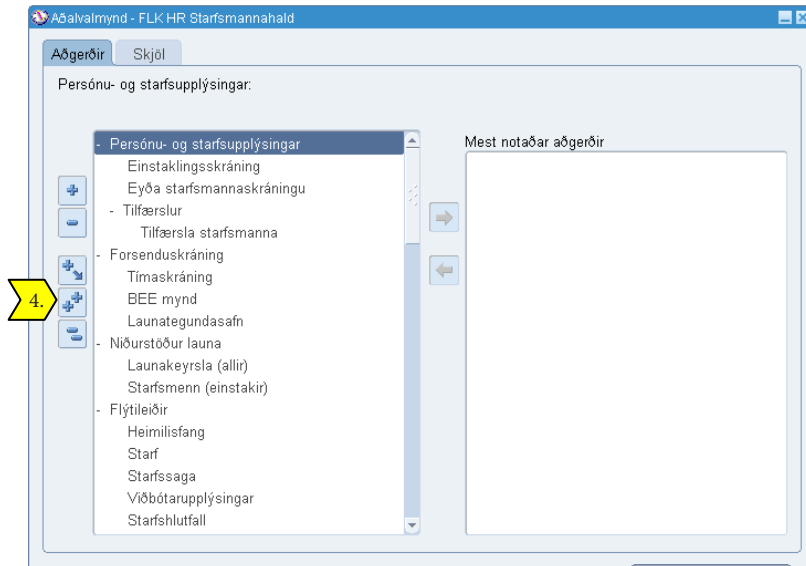 Aðalvalmynd - FLK HR Starfsmannahald
Aðgerðir
Skjöl
Persónu- og starfsupplýsingar:
- Persónu- og starfsupplýsingar
Einstaklingsskráning
Eyða starfsmannaskráningu
- Tilfærslur
Tilfærsla starfsmanna
- Forsenduskráning
Tímaskráning
BEE mynd
Launategundasafn
- Niðurstöður launa
Launakeyrsla (allir)
Starfsmenn (einstakir)
- Flýtileiðir
Heimilisfang
Starf
Starfssaga
Viðbótarupplýsingar
Starfshlutfall
Mest notaðar aðgerðir
4.